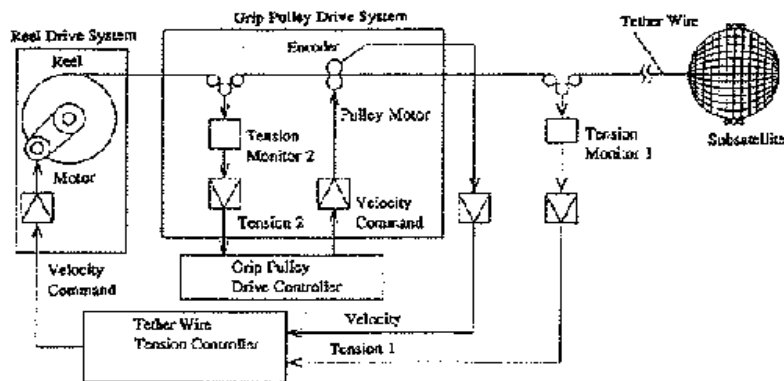 Grip Pulley Drive System
Reel Drive System
Reel
Encoder
Tether Wire
Pulley Motor
Tension
Monitor 2
Tension
Monitor 1
Subsatellite
Motor
Velocity
Command
Tension 2
Velocity
Command
Grip Pulley
Drive Controller
Tether Wire
Tension Controller
Velocity
Tension 1